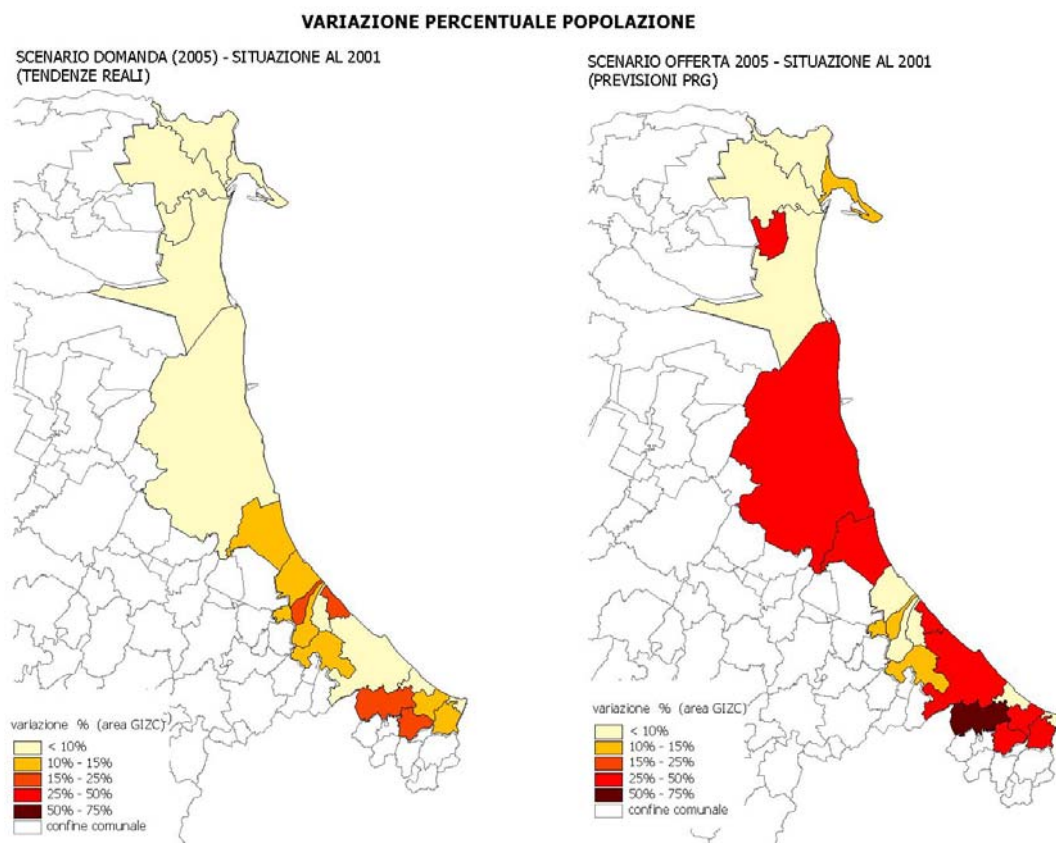 VARIAZIONE PERCENTUALE POPOLAZIONE
SCENARIO DOMANDA (2005) - SITUAZIONE AL 2001
(TENDENZE REALI)
variazione % (area GIZC)
< 10%
10% - 15%
15% - 25%
25% - 50%
50% - 75%
confine comunale
SCENARIO OFFERTA 2005 - SITUAZIONE AL 2001
(PREVISIONI PRG)
variazione % (area GIZC)
< 10%
10% - 15%
15% - 25%
25% - 50%
50% - 75%
confine comunale